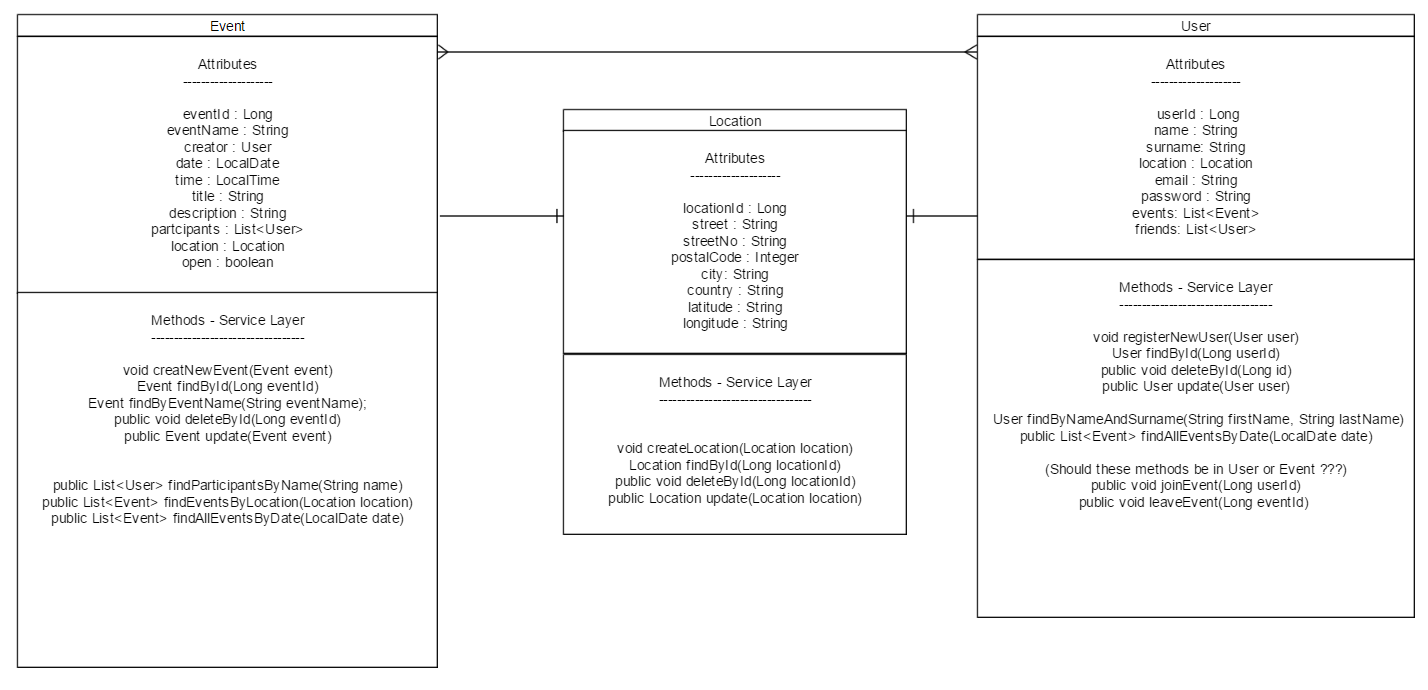 Event
Attributes
--------------------
eventId : Long
eventName : String
creator : User
date : LocalDate
time : LocalTime
title : String
description : String
partcipants : List<User>
location : Location
open : boolean
Methods - Service Layer
----------------------------------
void creatNewEvent(Event event)
Event findById(Long eventId)
Event findByEventName(String eventName);
public void deleteById(Long eventId)
public Event update(Event event)
public List<User> findParticipantsByName(String name)
public List<Event> findEventsByLocation(Location location)
public List<Event> findAllEventsByDate(LocalDate date)
Location
Attributes
--------------------
locationId : Long
street : String
streetNo : String
postalCode : Integer
city: String
country : String
latitude : String
longitude : String
Methods - Service Layer
----------------------------------
void createLocation(Location location)
Location findById(Long locationId)
public void deleteById(Long locationId)
public Location update(Location location)
User
Attributes
--------------------
userId : Long
name : String
surname: String
location : Location
email : String
password : String
events: List<Event>
friends: List<User>
Methods - Service Layer
----------------------------------
void registerNewUser(User user)
User findById(Long userId)
public void deleteById(Long id)
public User update(User user)
User findByNameAndSurname(String firstName, String lastName)
public List<Event> findAllEventsByDate(LocalDate date)
(Should these methods be in User or Event ???)
public void joinEvent(Long userId)
public void leaveEvent(Long eventId)